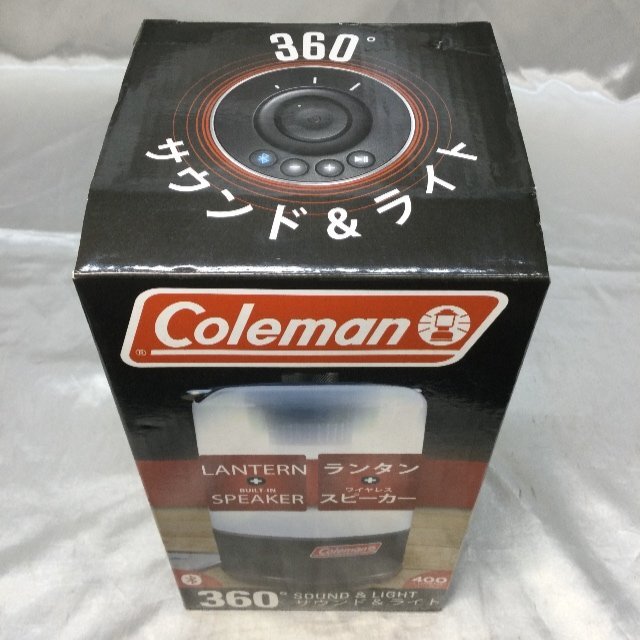 360°
サウンド&ライト
Coleman
®
LANTERN
+
BUILT IN
SPEAKER
ランタン
+
ワイヤレス
スピーカー
Coleman
400
360° SOUND & LIGHT
サウンド&ライト